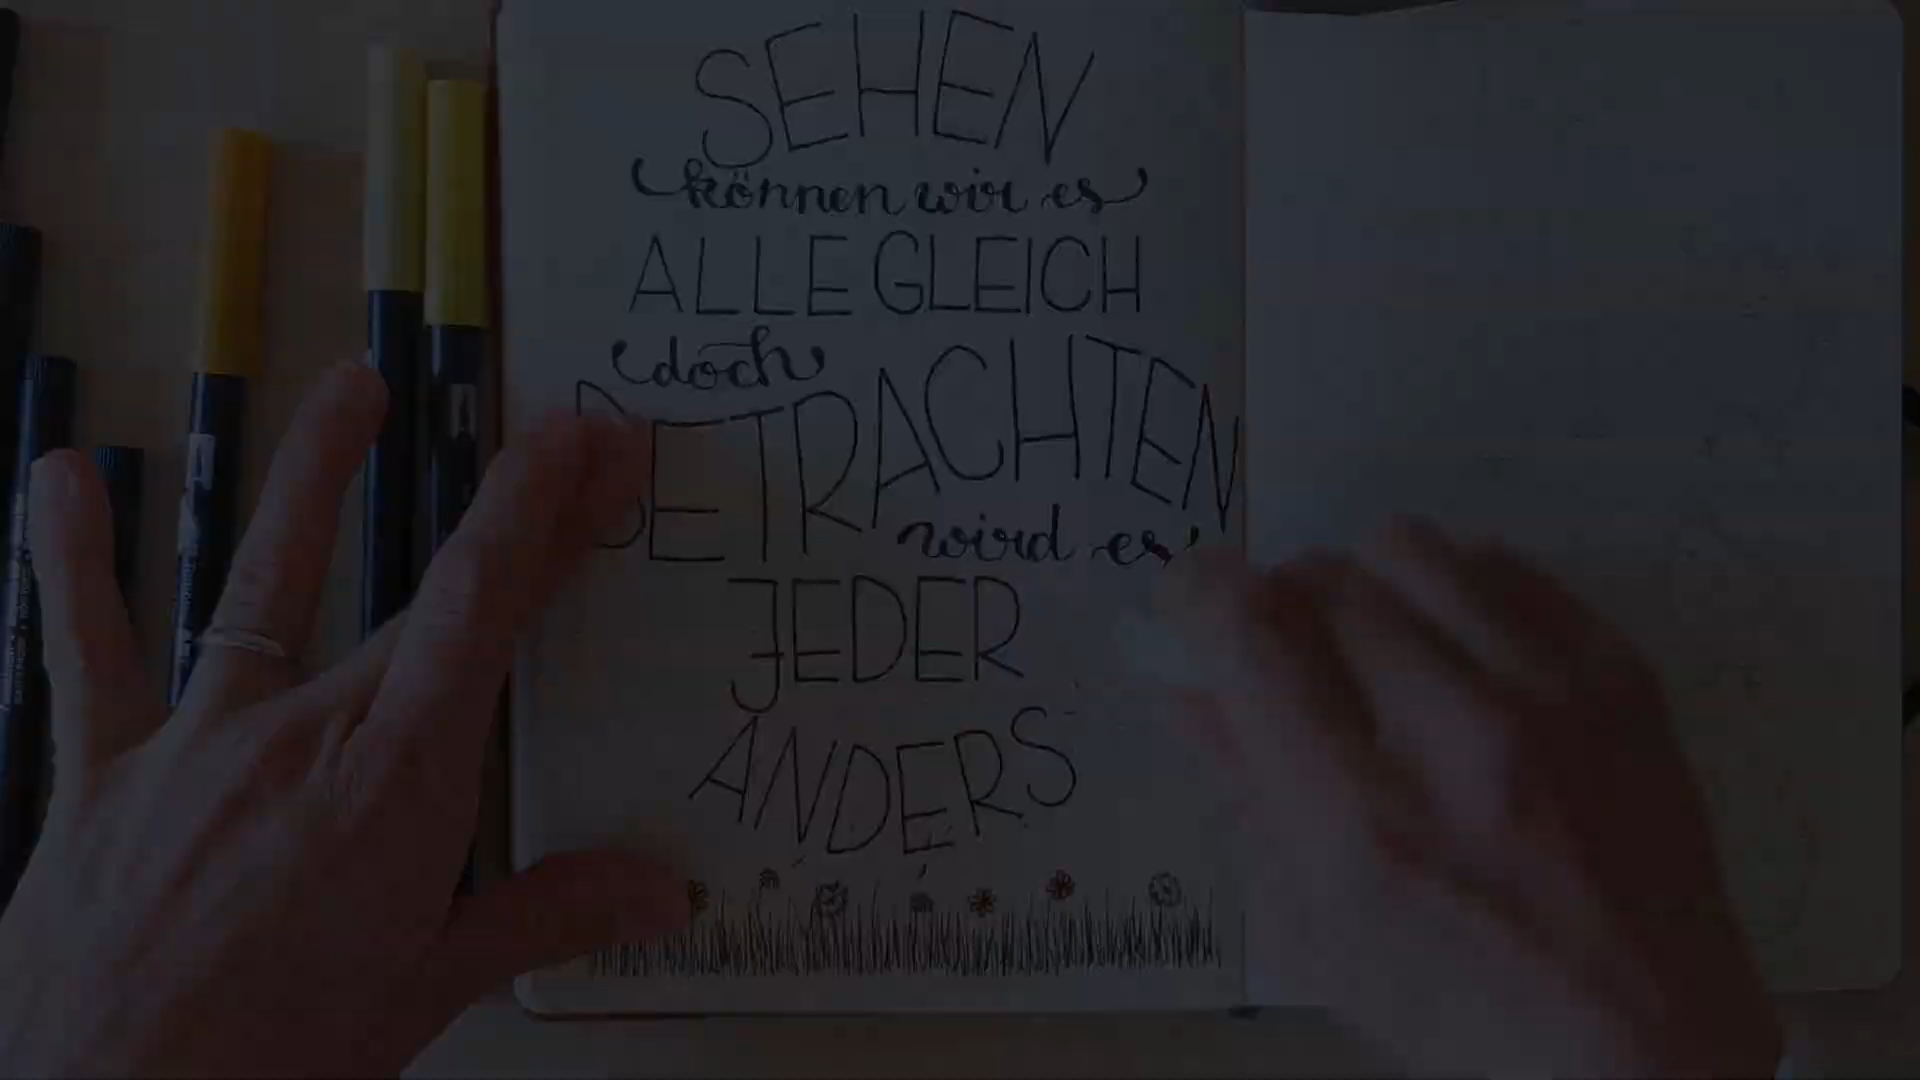 SEHEN
können wir es
ALLE GLEICH
doch
BETRACHTEN
wird es
JEDER
ANDERS